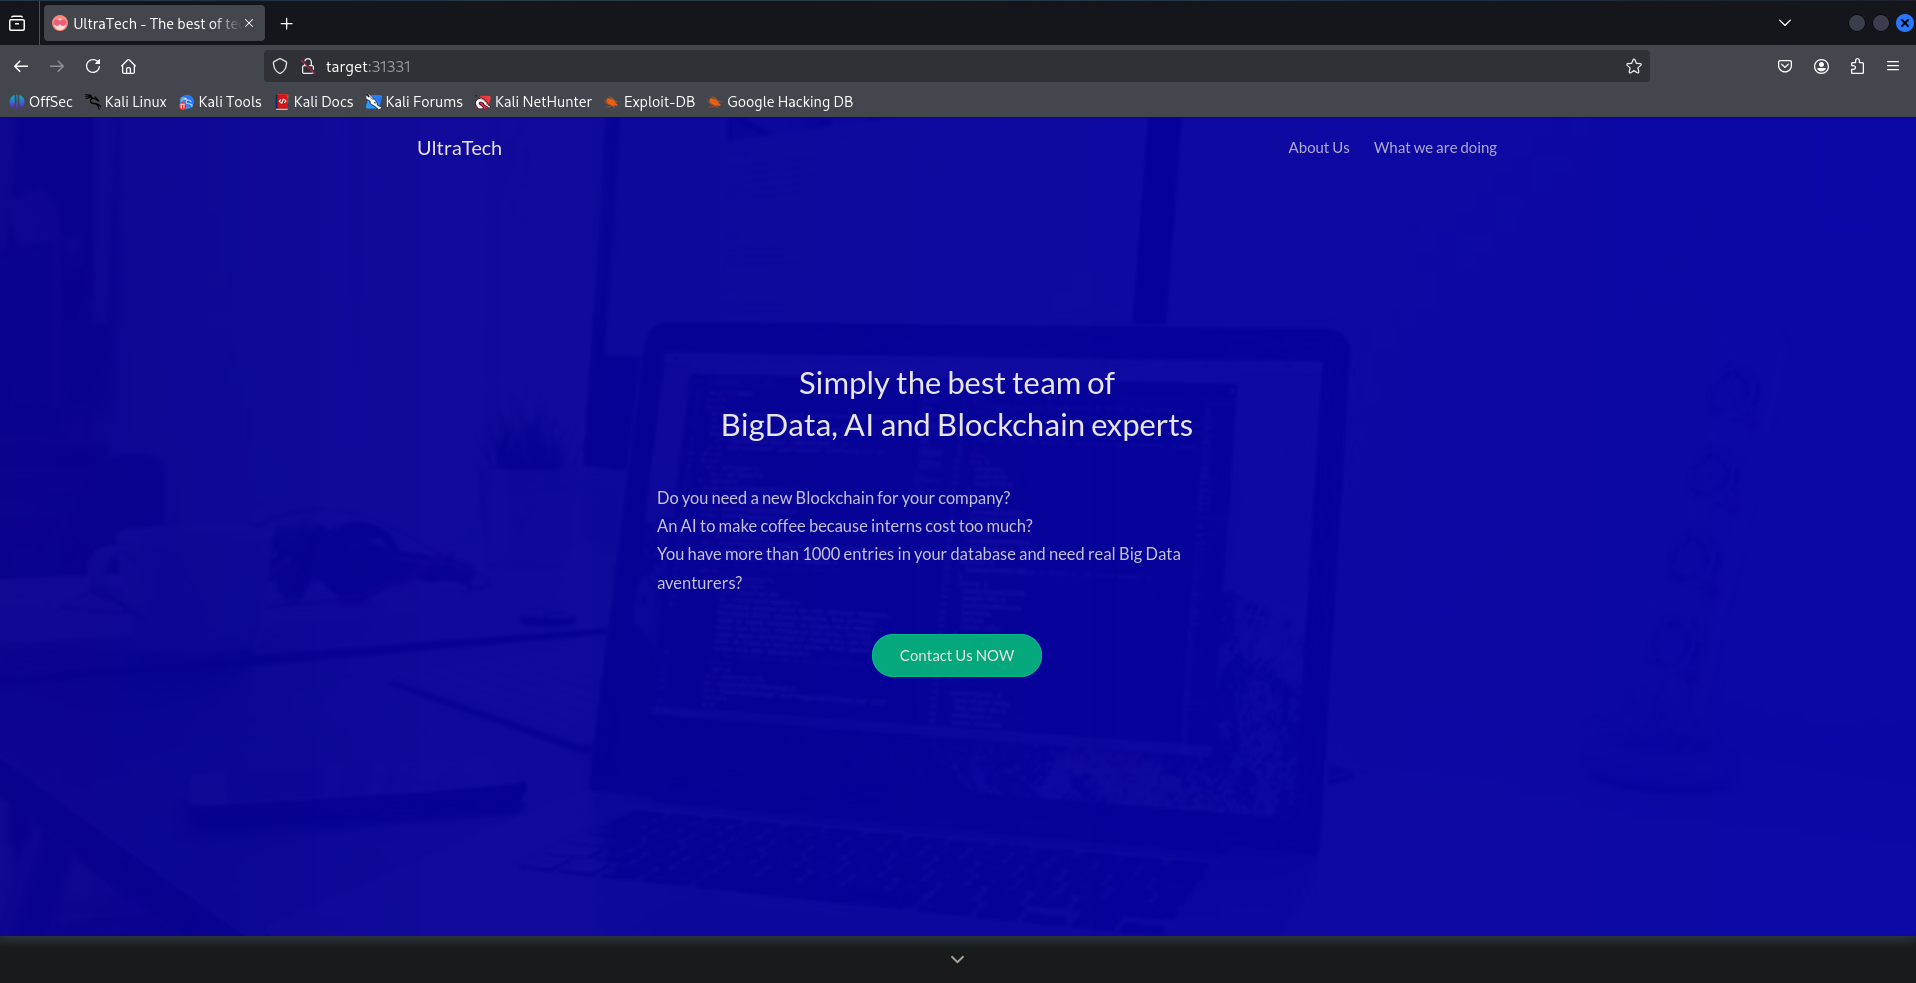 UltraTech - The best of te
target:31331
OffSec Kali Linux Kali Tools Kali Docs Kali Forums Kali NetHunter Exploit-DB Google Hacking DB
UltraTech About Us What we are doing
Simply the best team of
BigData, AI and Blockchain experts
Do you need a new Blockchain for your company?
An AI to make coffee because interns cost too much?
You have more than 1000 entries in your database and need real Big Data
aventurers?
Contact Us NOW